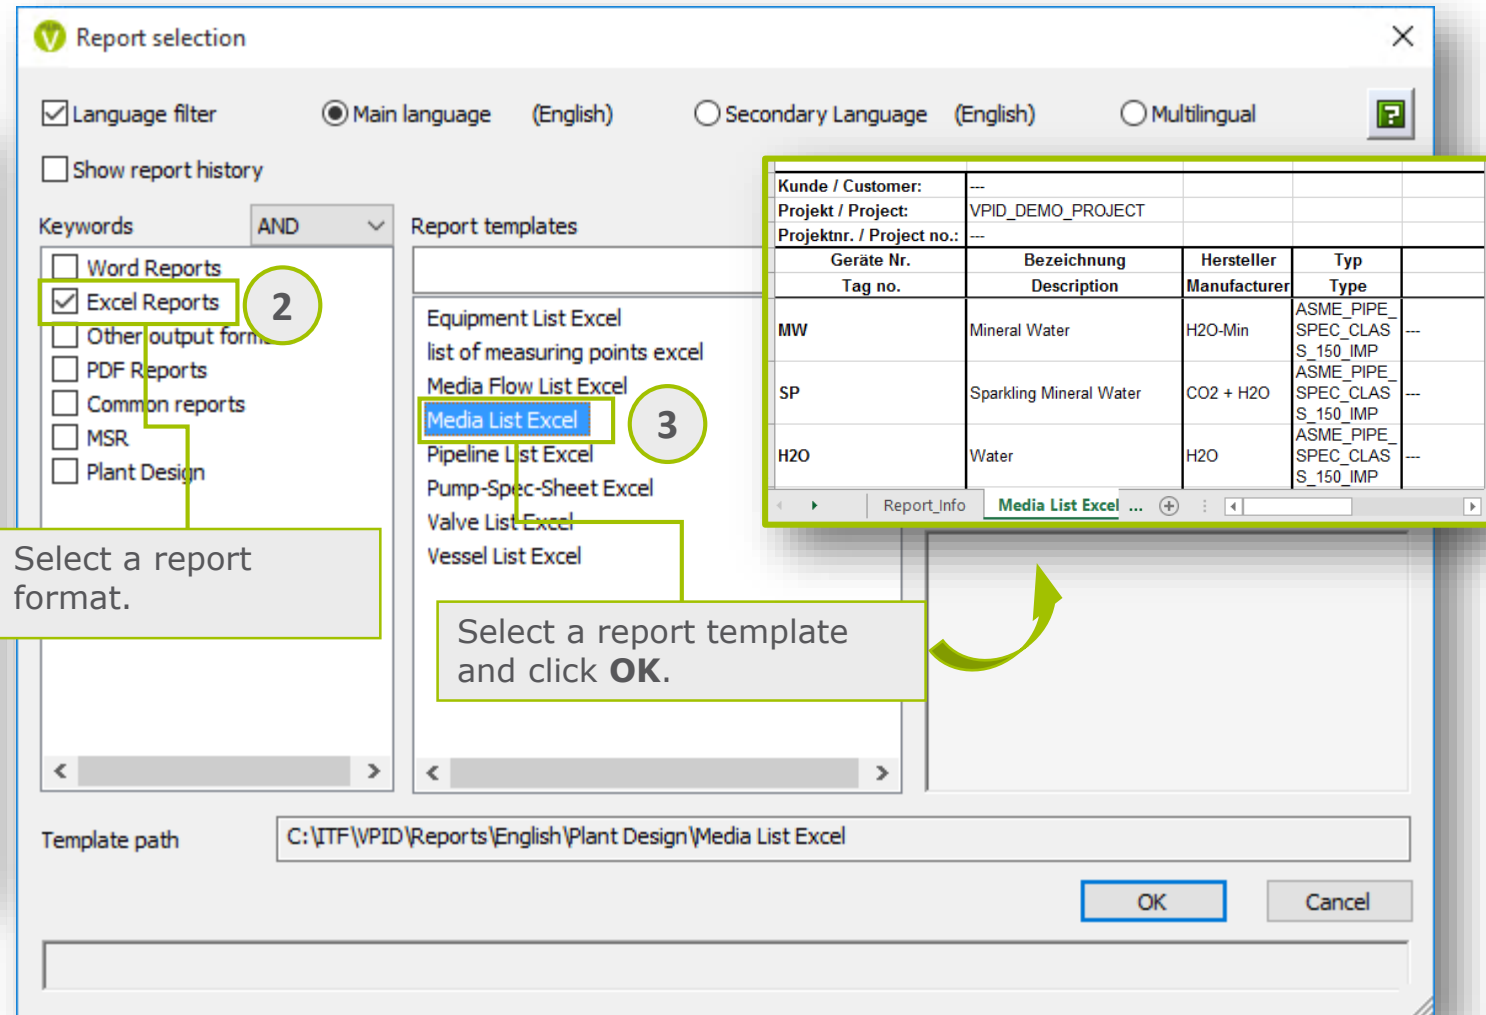 Report selection
Language filter
Main language (English)
Secondary Language (English)
Multilingual
Show report history
Keywords
AND
Report templates
Word Reports
Excel Reports
Other output
PDF Reports
Common reports
MSR
Plant Design
2
Equipment List Excel
list of measuring points excel
Media Flow List Excel
Media List Excel
Pipeline List Excel
Pump-Spec-Sheet Excel
Valve List Excel
Vessel List Excel
3
Kunde / Customer: ---
Projekt / Project: VPID_DEMO_PROJECT
Projektnr. / Project no.: ---
Geräte Nr. Bezeichnung Hersteller Typ
Tag no. Description Manufacturer Type
MW Mineral Water H2O-Min ASME_PIPE_
SPEC_CLAS
S_150_IMP ---
SP Sparkling Mineral Water CO2 + H2O ASME_PIPE_
SPEC_CLAS
S_150_IMP ---
H2O Water H2O ASME_PIPE_
SPEC_CLAS
S_150_IMP ---
Report_Info Media List Excel ...
Select a report
format.
Select a report template
and click OK.
Template path
C:\ITF\VPID\Reports\English\Plant Design\Media List Excel
OK
Cancel